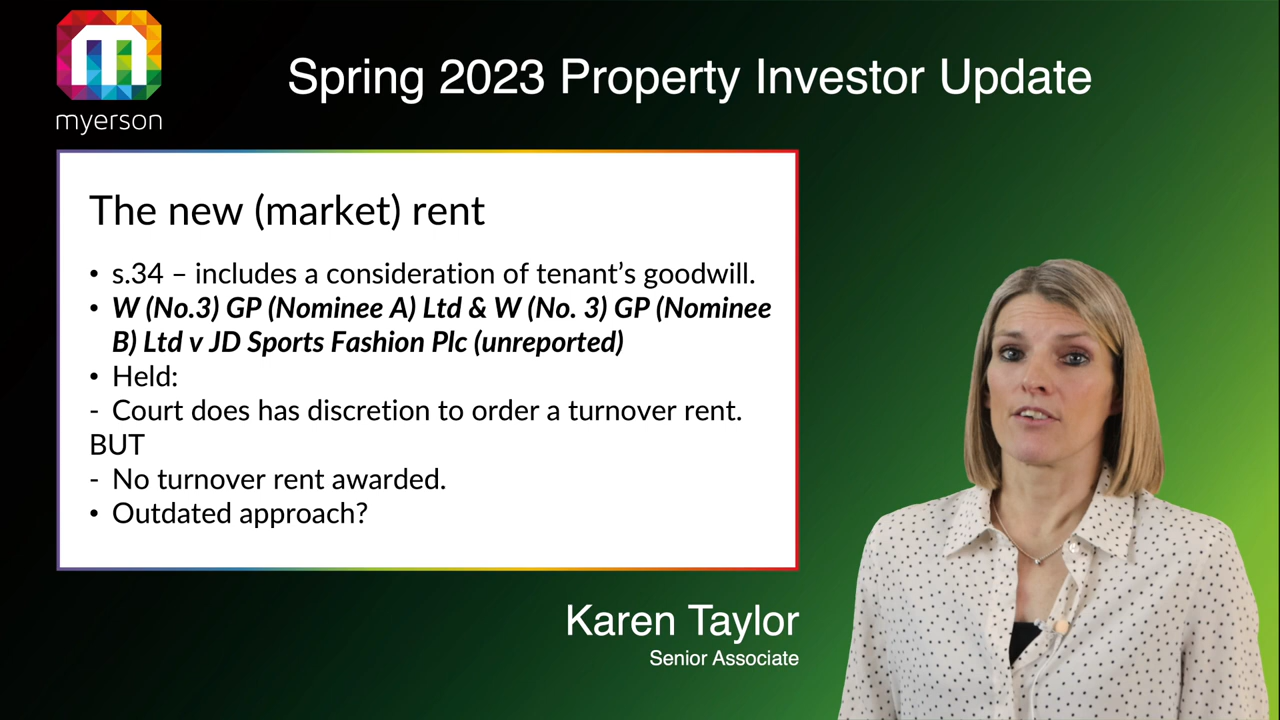 myerson
Spring 2023 Property Investor Update
The new (market) rent
• s.34 – includes a consideration of tenant’s goodwill.
• W (No.3) GP (Nominee A) Ltd & W (No. 3) GP (Nominee
B) Ltd v JD Sports Fashion Plc (unreported)
• Held:
- Court does has discretion to order a turnover rent.
BUT
- No turnover rent awarded.
• Outdated approach?
Karen Taylor
Senior Associate